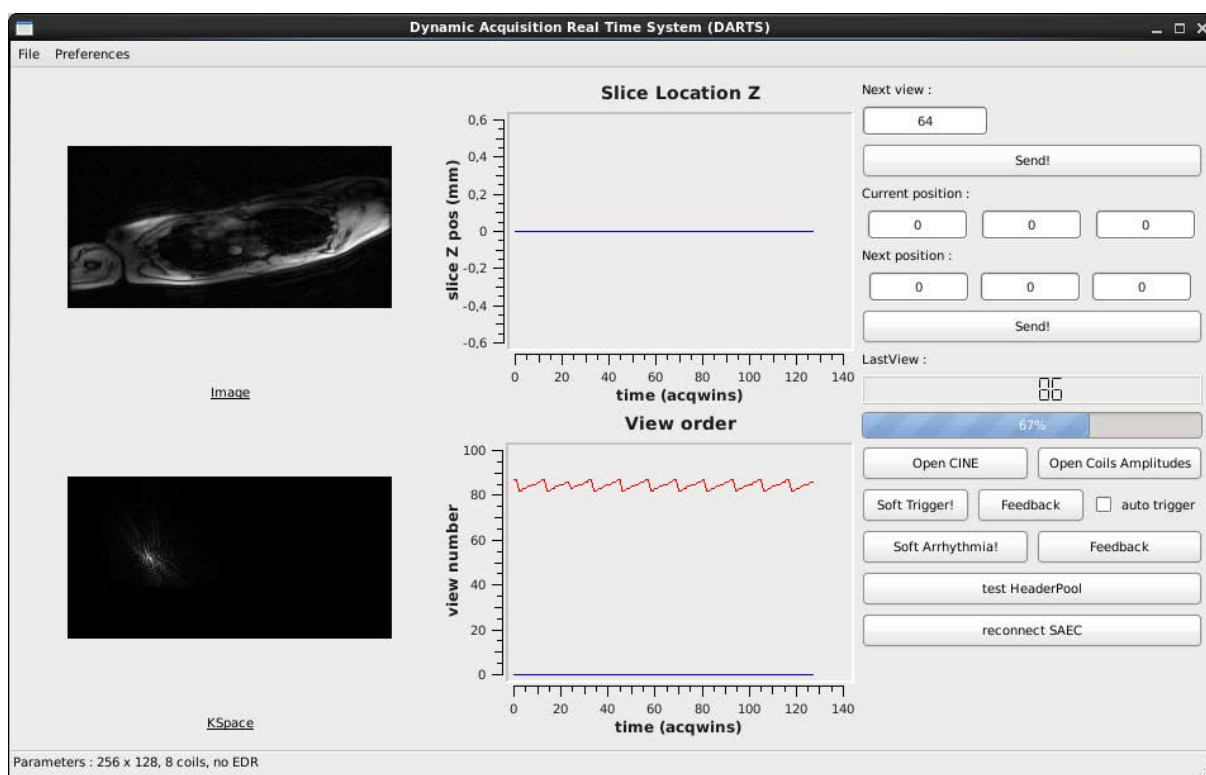 Dynamic Acquisition Real Time System (DARTS)
File Preferences
Slice Location Z
0,6
0,4
0,2
0
-0,2
-0,4
-0,6
slice Z pos (mm)
0 20 40 60 80 100 120 140
time (acqwins)
Image
View order
100
80
60
40
20
0
view number
0 20 40 60 80 100 120 140
time (acqwins)
KSpace
Next view :
64
Send!
Current position :
0 0 0
Next position :
0 0 0
Send!
LastView :
86
67%
Open CINE Open Coils Amplitudes
Soft Trigger! Feedback auto trigger
Soft Arrhythmia! Feedback
test HeaderPool
reconnect SAEC
Parameters : 256 x 128, 8 coils, no EDR